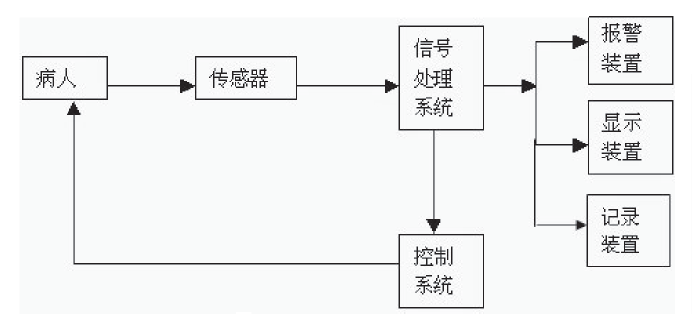 病人
传感器
信号
处理
系统
报警
装置
显示
装置
记录
装置
控制
系统